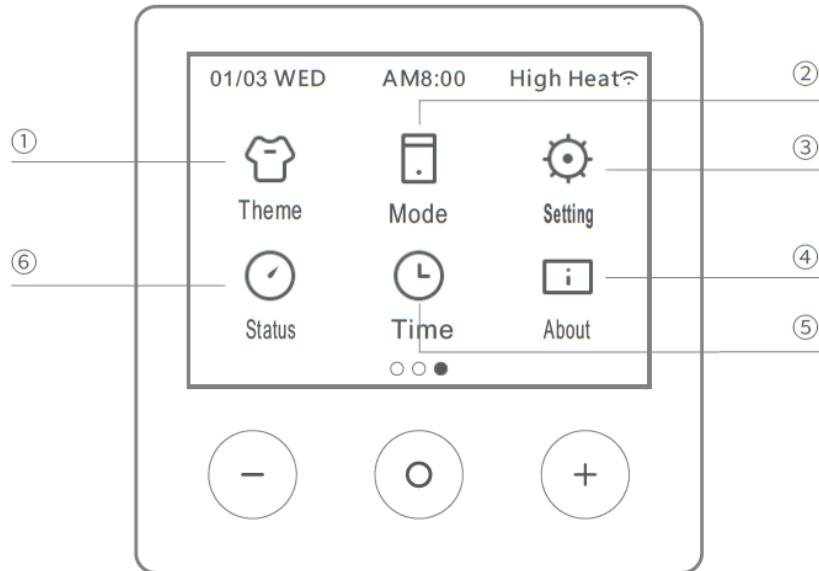 01/03 WED AM8:00 High Heat
①
②
③
Theme Mode Setting
⑥
④
⑤
Status Time About
− O +